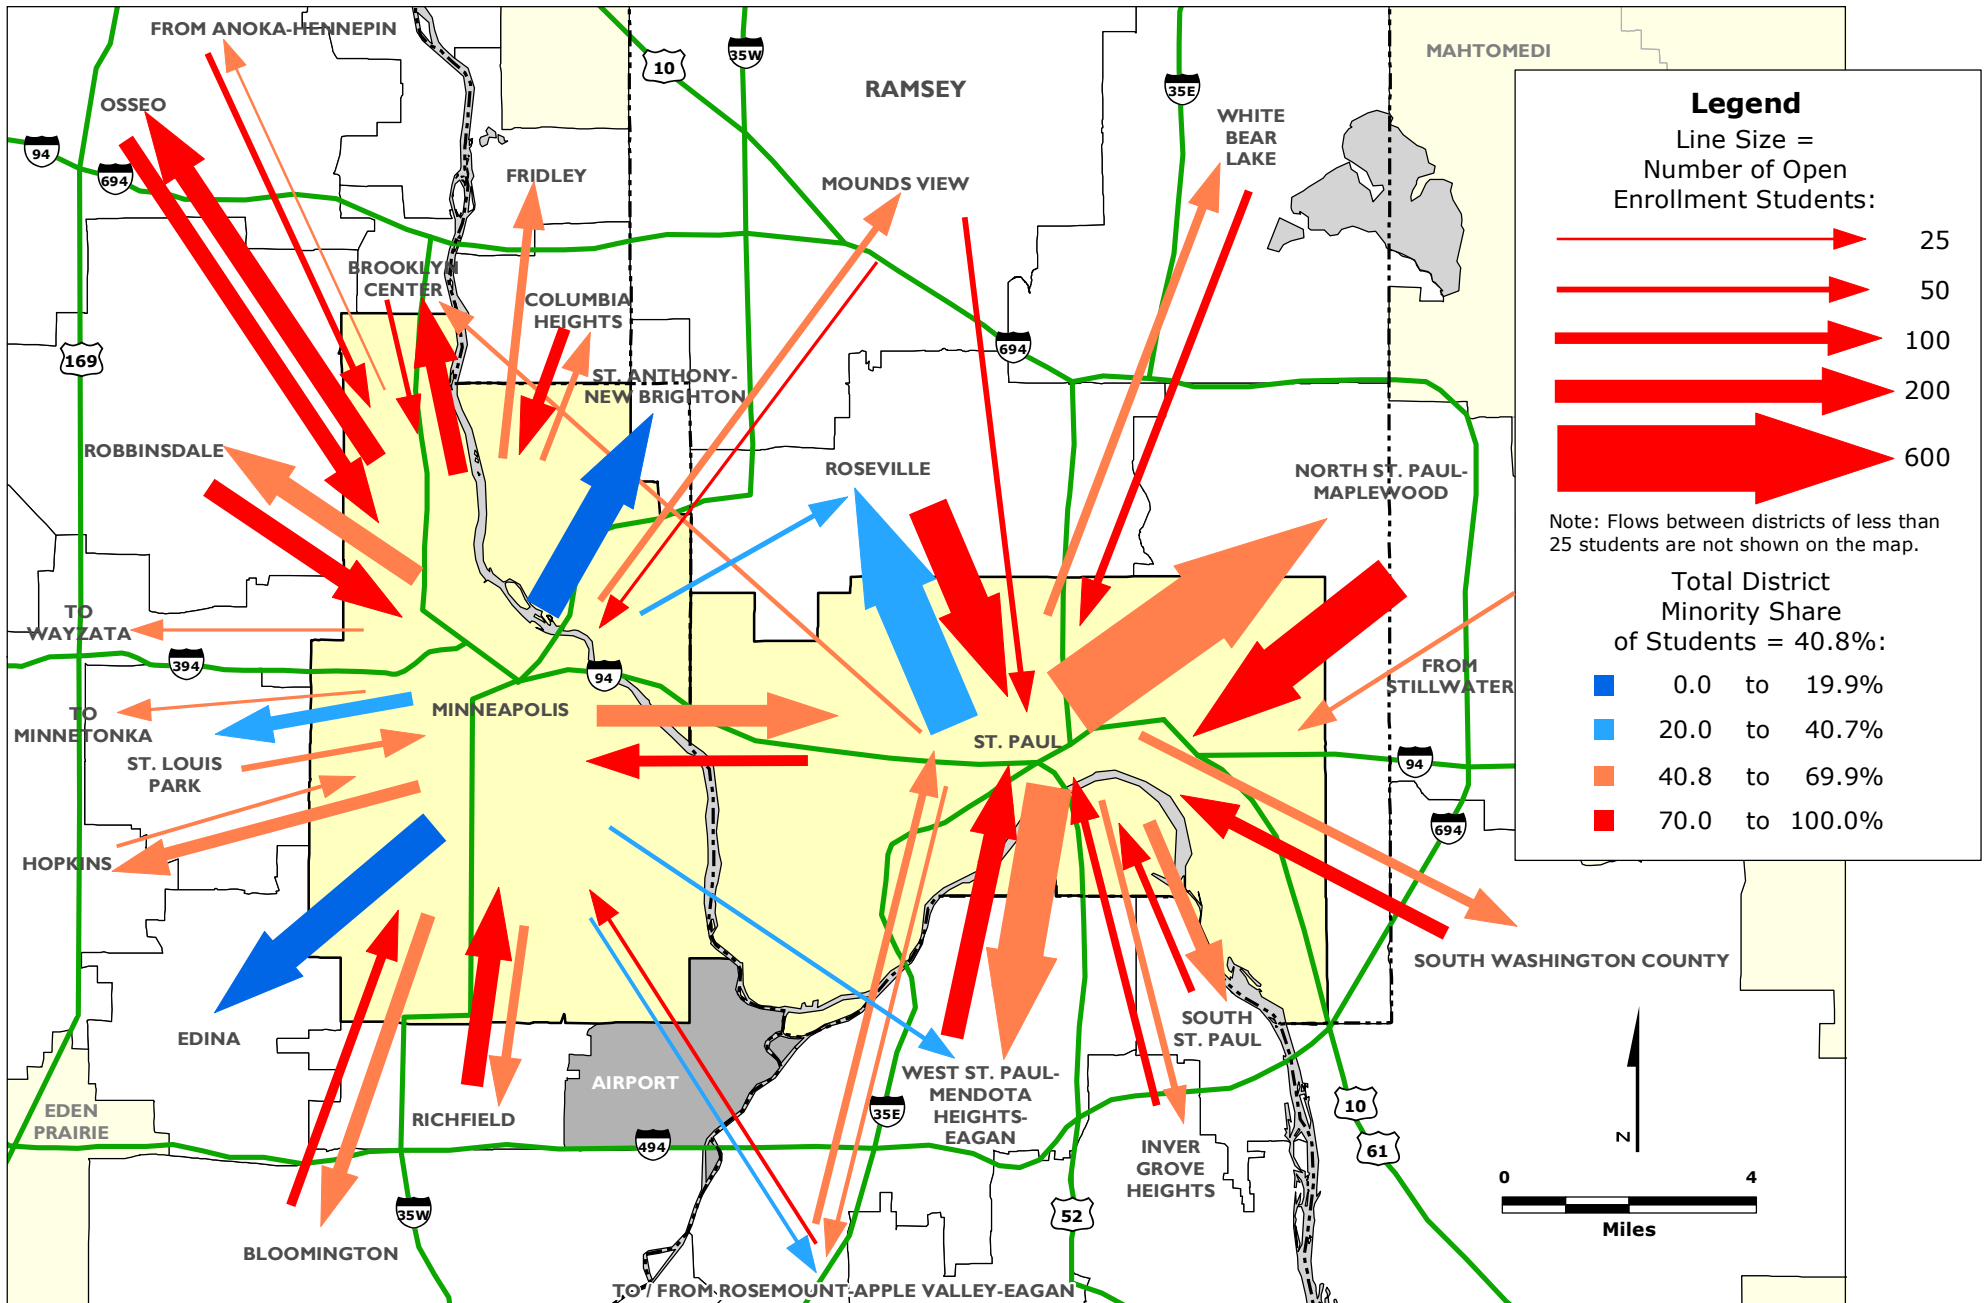 FROM ANOKA-HENNEPIN
10
35W
MAHTOMEDI
RAMSEY
35E
OSSEO
WHITE
BEAR
LAKE
94
694
FRIDLEY
MOUNDS VIEW
BROOKLYN
CENTER
COLUMBIA
HEIGHTS
169
694
ST. ANTHONY-
NEW BRIGHTON
ROBBINSDALE
ROSEVILLE
NORTH ST. PAUL-
MAPLEWOOD
TO
WAYZATA
394
94
FROM
STILLWATER
MINNEAPOLIS
TO
MINNETONKA
ST. PAUL
ST. LOUIS
PARK
94
694
HOPKINS
SOUTH WASHINGTON COUNTY
EDINA
SOUTH
ST. PAUL
AIRPORT
WEST ST. PAUL-
MENDOTA
HEIGHTS-
EAGAN
EDEN
PRAIRIE
RICHFIELD
35E
10
494
61
INVER
GROVE
HEIGHTS
35W
52
BLOOMINGTON
TO / FROM ROSEMOUNT-APPLE VALLEY-EAGAN
Legend
Line Size =
Number of Open
Enrollment Students:
25
50
100
200
600
Note: Flows between districts of less than
25 students are not shown on the map.
Total District
Minority Share
of Students = 40.8%:
0.0 to 19.9%
20.0 to 40.7%
40.8 to 69.9%
70.0 to 100.0%
N
0 4
Miles